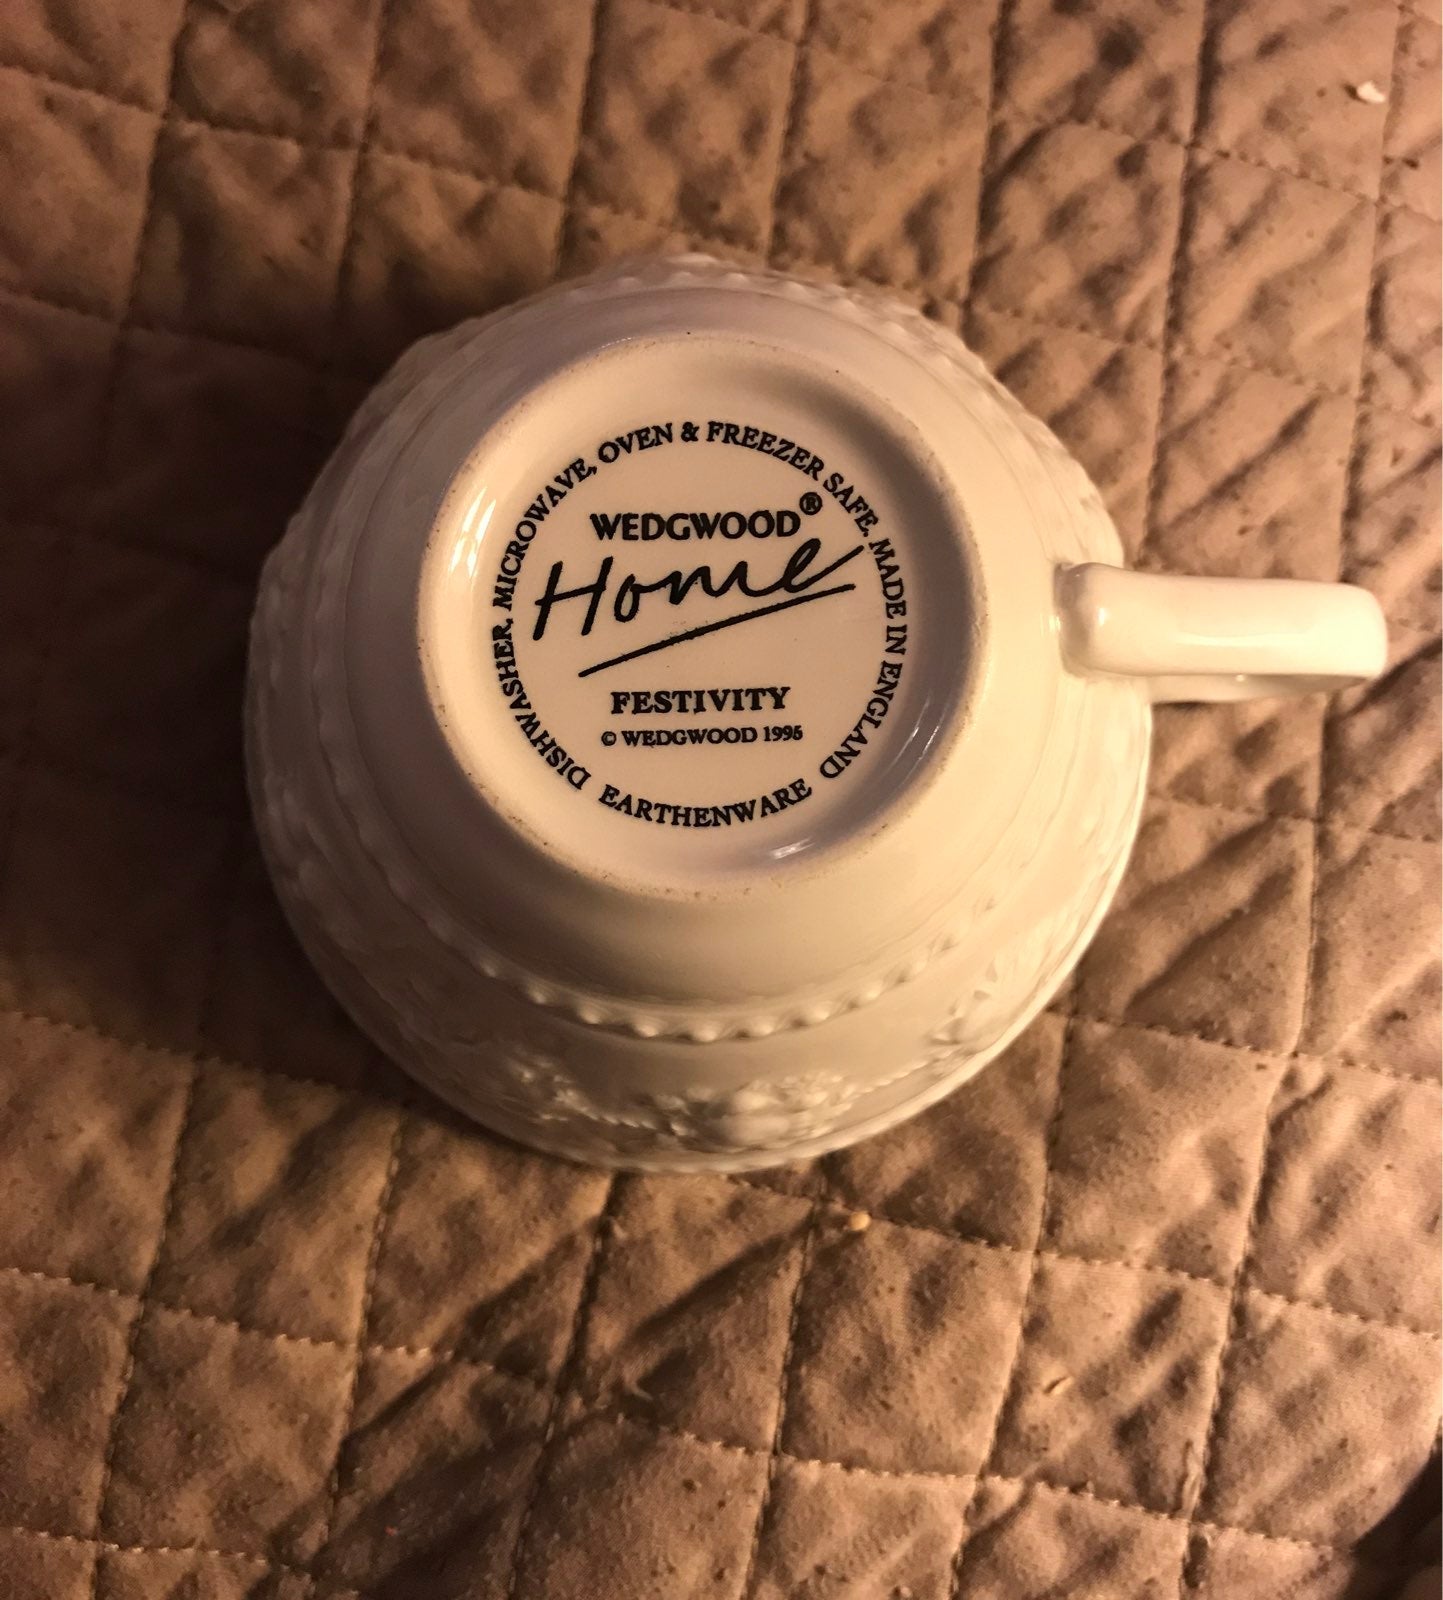 DISHWASHER, MICROWAVE, OVEN & FREEZER SAFE. MADE IN ENGLAND
WEDGWOOD®
Home
FESTIVITY
© WEDGWOOD 1996
EARTHENWARE